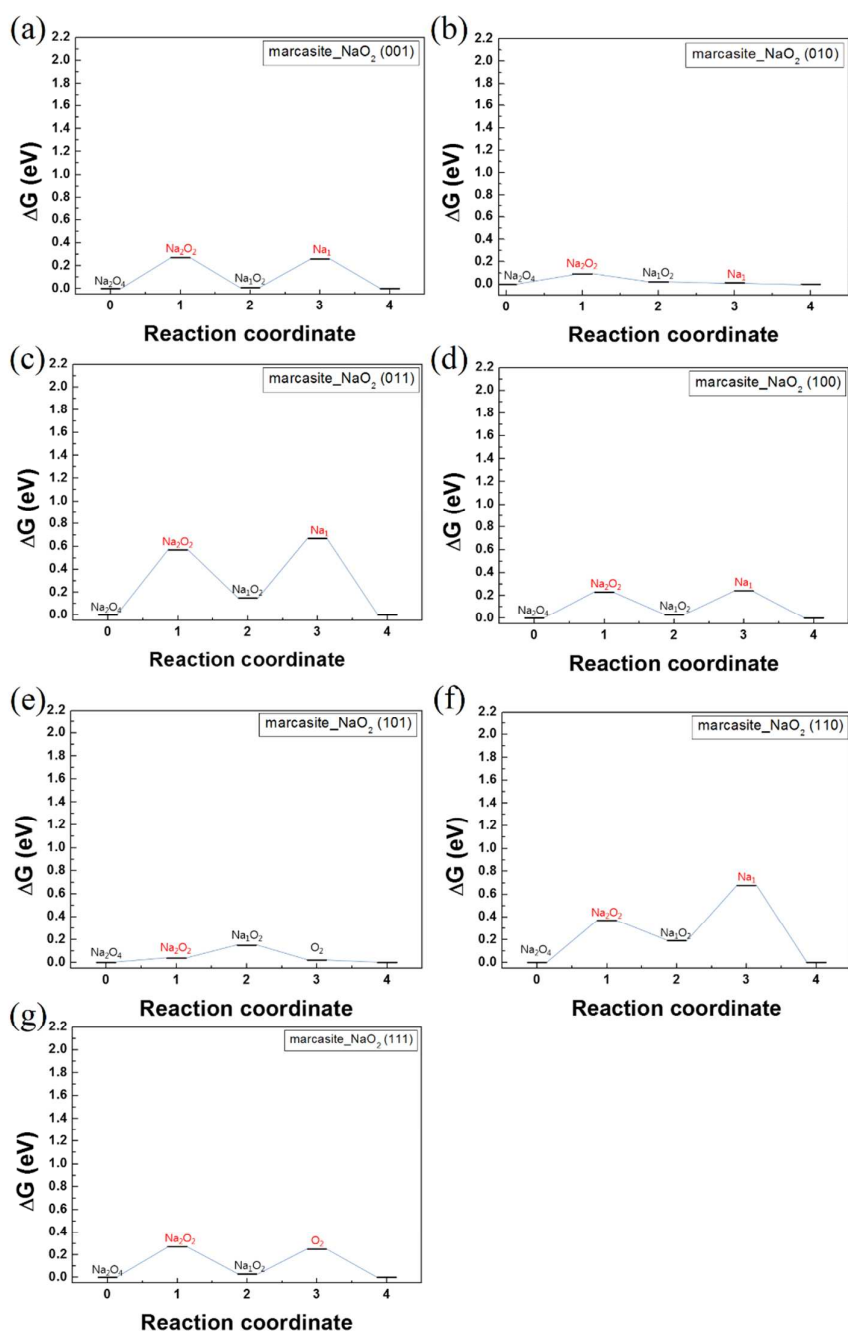 (a)
marcasite_NaO2 (001)
2.2
2.0
1.8
1.6
1.4
1.2
1.0
0.8
0.6
0.4
0.2
0.0
ΔG (eV)
Na2O4
Na2O2
Na1O2
Na1
0 1 2 3 4
Reaction coordinate
(b)
marcasite_NaO2 (010)
2.2
2.0
1.8
1.6
1.4
1.2
1.0
0.8
0.6
0.4
0.2
0.0
ΔG (eV)
Na2O4
Na2O2
Na1O2
Na1
0 1 2 3 4
Reaction coordinate
(c)
marcasite_NaO2 (011)
2.2
2.0
1.8
1.6
1.4
1.2
1.0
0.8
0.6
0.4
0.2
0.0
ΔG (eV)
Na2O4
Na2O2
Na1O2
Na1
0 1 2 3 4
Reaction coordinate
(d)
marcasite_NaO2 (100)
2.2
2.0
1.8
1.6
1.4
1.2
1.0
0.8
0.6
0.4
0.2
0.0
ΔG (eV)
Na2O4
Na2O2
Na1O2
Na1
0 1 2 3 4
Reaction coordinate
(e)
marcasite_NaO2 (101)
2.2
2.0
1.8
1.6
1.4
1.2
1.0
0.8
0.6
0.4
0.2
0.0
ΔG (eV)
Na2O4
Na2O2
Na1O2
O2
0 1 2 3 4
Reaction coordinate
(f)
marcasite_NaO2 (110)
2.2
2.0
1.8
1.6
1.4
1.2
1.0
0.8
0.6
0.4
0.2
0.0
ΔG (eV)
Na2O4
Na2O2
Na1O2
Na1
0 1 2 3 4
Reaction coordinate
(g)
marcasite_NaO2 (111)
2.2
2.0
1.8
1.6
1.4
1.2
1.0
0.8
0.6
0.4
0.2
0.0
ΔG (eV)
Na2O4
Na2O2
Na1O2
O2
0 1 2 3 4
Reaction coordinate